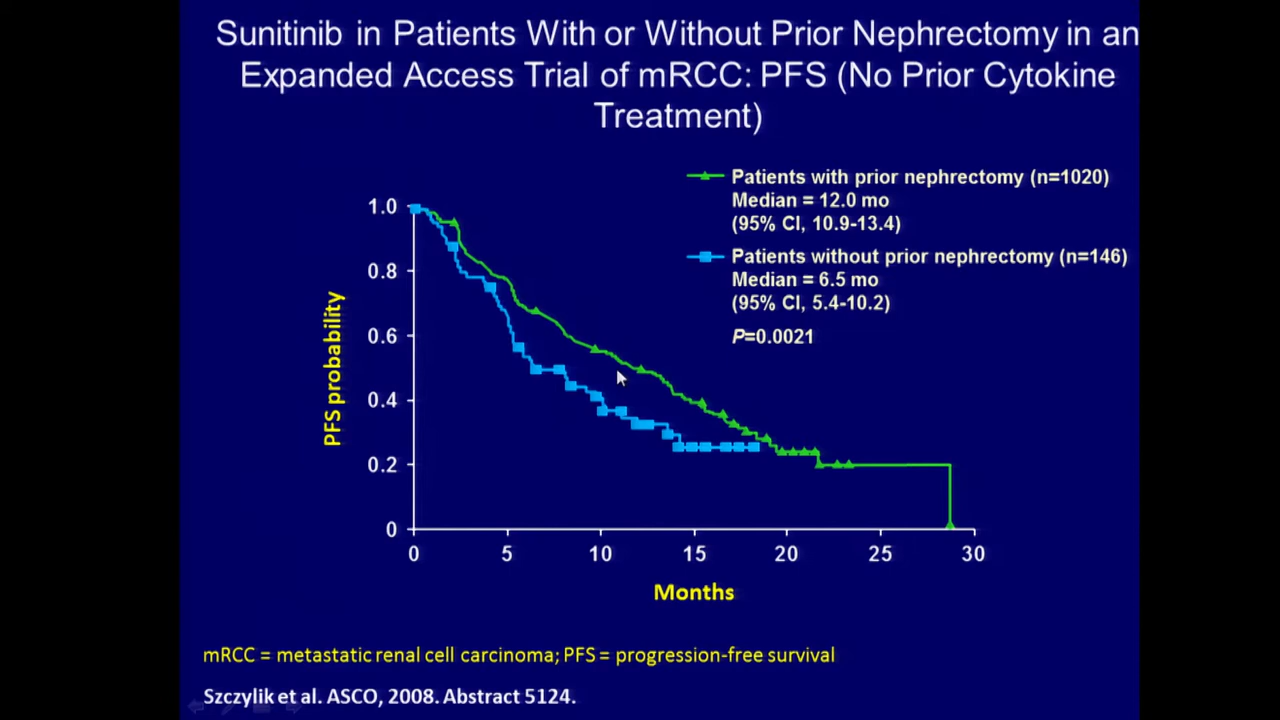 Sunitinib in Patients With or Without Prior Nephrectomy in an
Expanded Access Trial of mRCC: PFS (No Prior Cytokine
Treatment)
Patients with prior nephrectomy (n=1020)
Median = 12.0 mo
(95% CI, 10.9-13.4)
Patients without prior nephrectomy (n=146)
Median = 6.5 mo
(95% CI, 5.4-10.2)
P=0.0021
PFS probability
1.0
0.8
0.6
0.4
0.2
0
0 5 10 15 20 25 30
Months
mRCC = metastatic renal cell carcinoma; PFS = progression-free survival
Szczylik et al. ASCO, 2008. Abstract 5124.